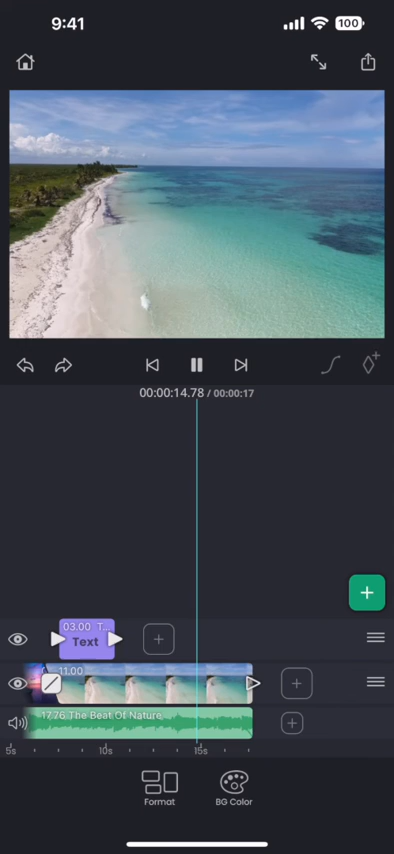 9:41
100
00:00:14.78 / 00:00:17
03.00 T...
Text
11.00
17.76 The Beat Of Nature...
5s
10s
15s
Format
BG Color